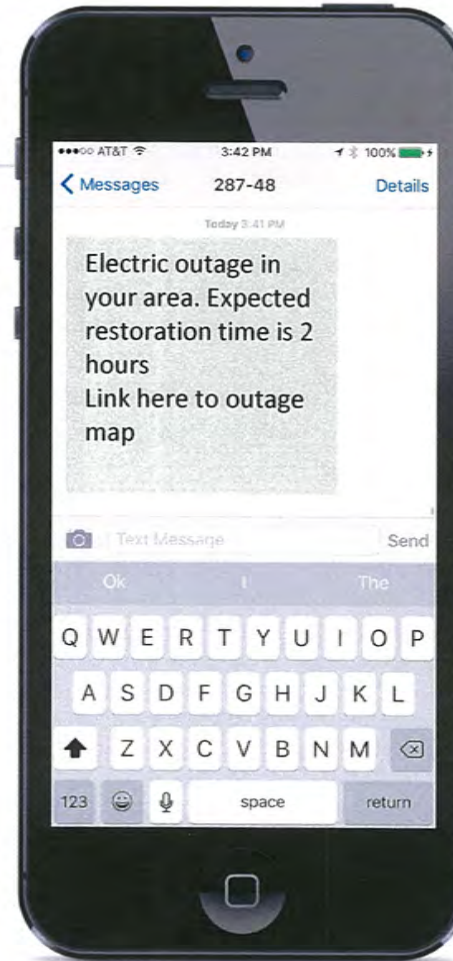 AT&T 3:42 PM 100%
Messages 287-48 Details
Today 3:41 PM
Electric outage in
your area. Expected
restoration time is 2
hours
Link here to outage
map
Text Message Send
Ok I The
Q W E R T Y U I O P
A S D F G H J K L
Z X C V B N M
123 space return